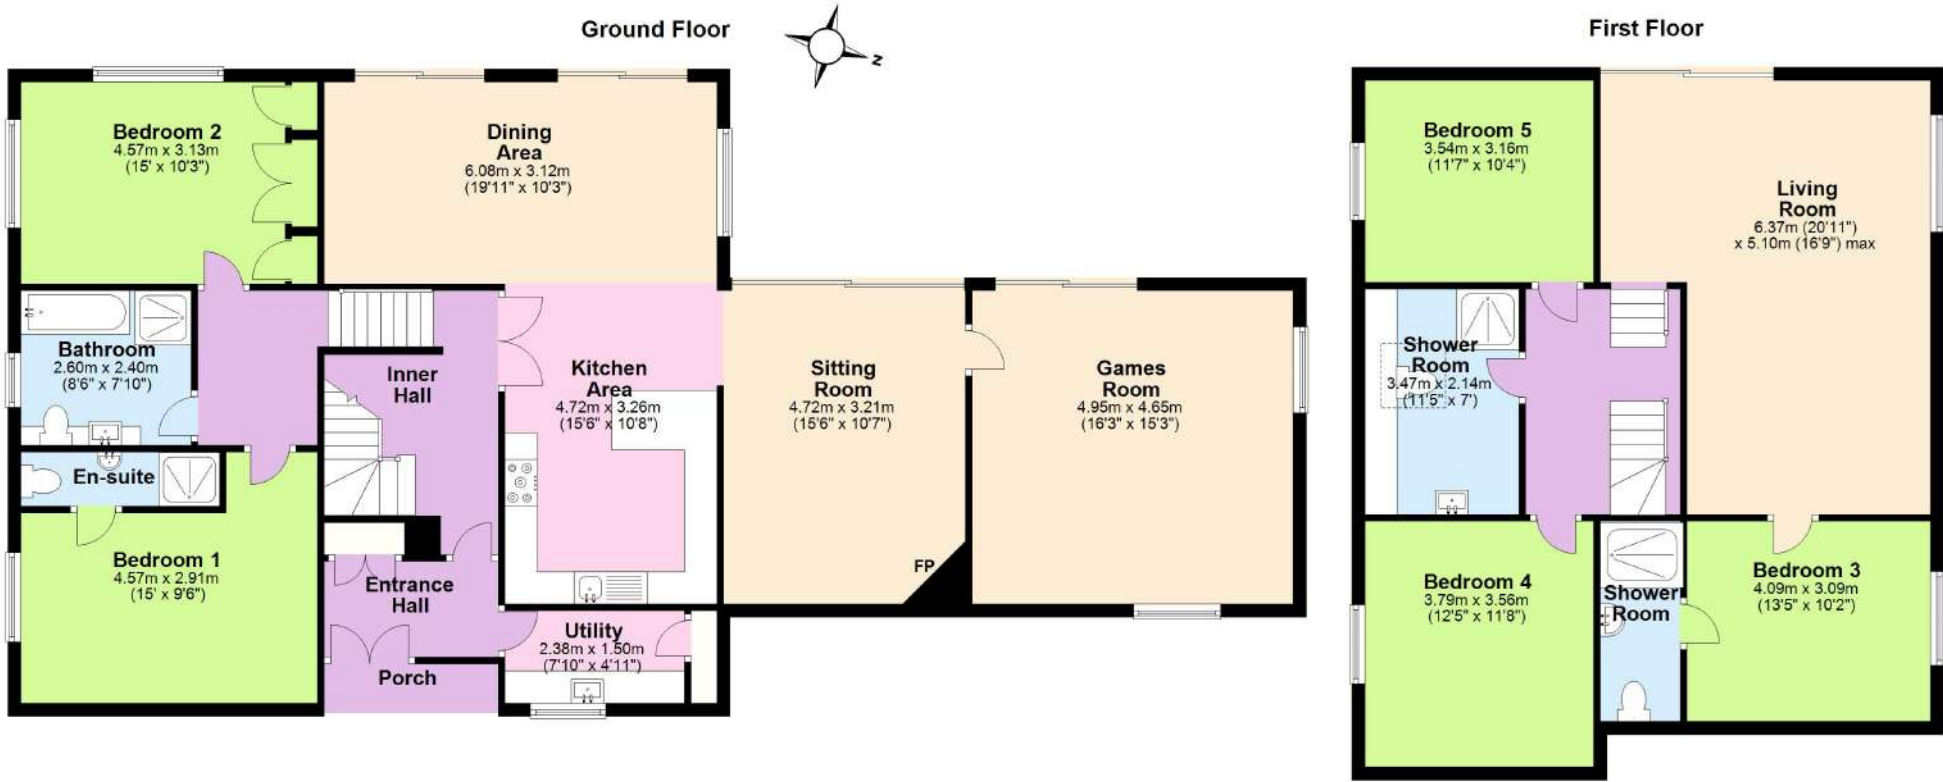 Ground Floor
N
First Floor
Bedroom 2
4.57m x 3.13m
(15' x 10'3")
Dining
Area
6.08m x 3.12m
(19'11" x 10'3")
Bathroom
2.60m x 2.40m
(8'6" x 7'10")
Inner
Hall
Kitchen
Area
4.72m x 3.26m
(15'6" x 10'8")
Sitting
Room
4.72m x 3.21m
(15'6" x 10'7")
Games
Room
4.95m x 4.65m
(16'3" x 15'3")
En-suite
Bedroom 1
4.57m x 2.91m
(15' x 9'6")
Entrance
Hall
FP
Utility
2.38m x 1.50m
(7'10" x 4'11")
Porch
Bedroom 5
3.54m x 3.16m
(11'7" x 10'4")
Living
Room
6.37m (20'11")
x 5.10m (16'9") max
Shower
Room
3.47m x 2.14m
(11'5" x 7')
Bedroom 4
3.79m x 3.56m
(12'5" x 11'8")
Shower
Room
Bedroom 3
4.09m x 3.09m
(13'5" x 10'2")